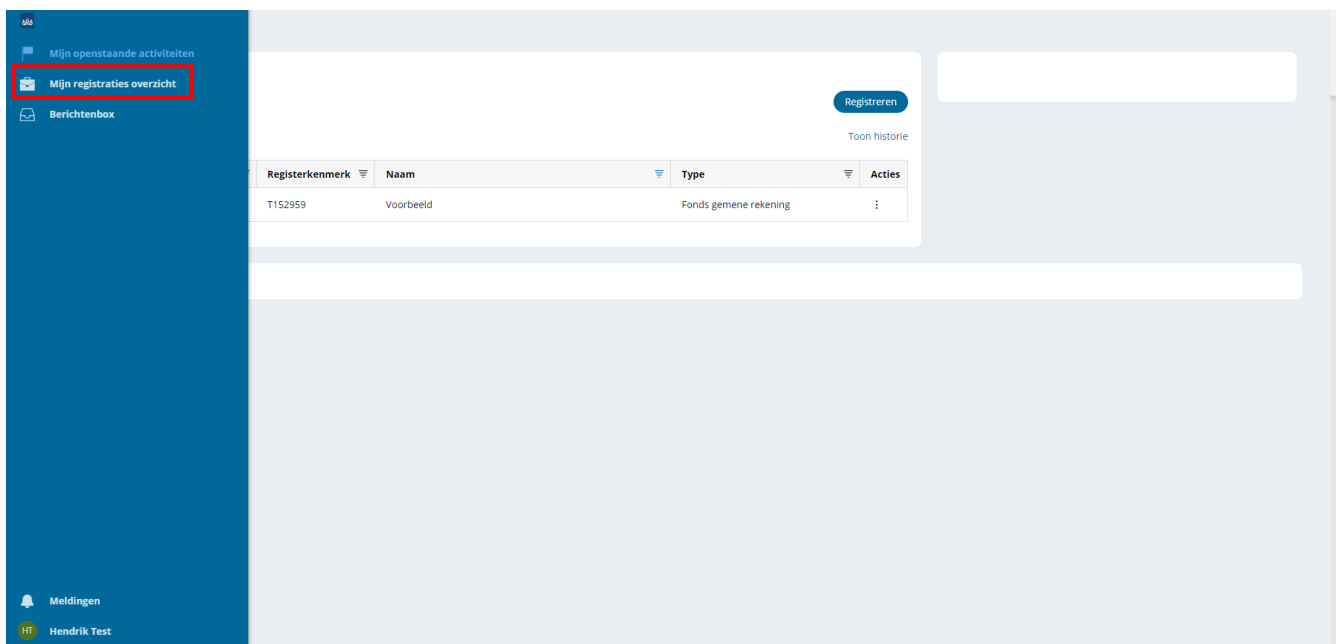 Mijn openstaande activiteiten
Mijn registraties overzicht
Berichtenbox
Registreren
Toon historie
Registerkenmerk Naam Type Acties
T152959 Voorbeeld Fonds gemene rekening
Meldingen
HT Hendrik Test